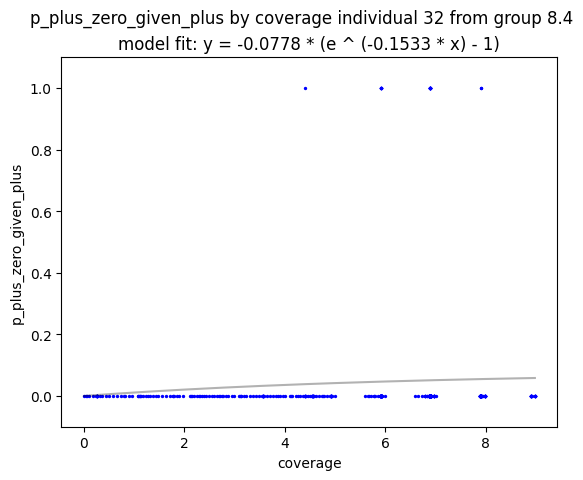 p_plus_zero_given_plus by coverage individual 32 from group 8.4
model fit: y = -0.0778 * (e ^ (-0.1533 * x) - 1)
1.0
0.8
0.6
0.4
0.2
0.0
p_plus_zero_given_plus
0 2 4 6 8
coverage